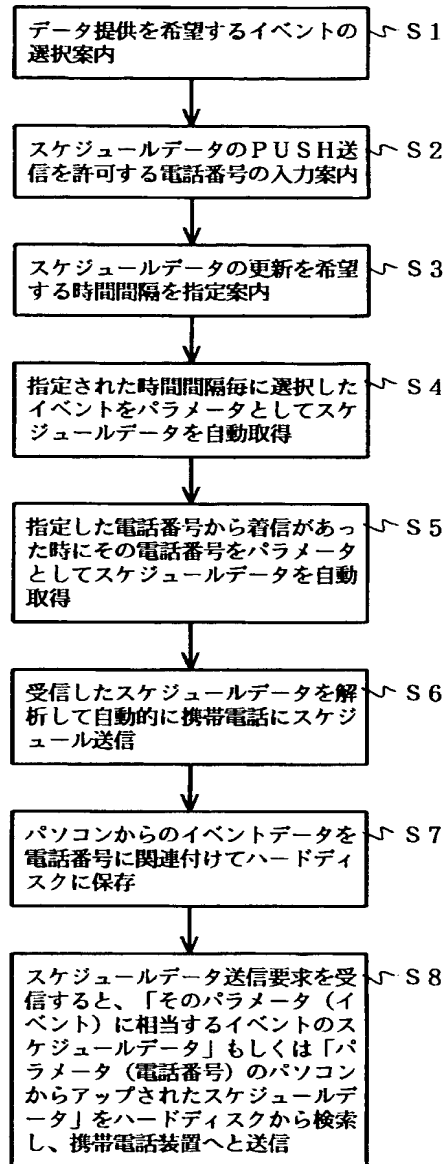 データ提供を希望するイベントの
選択案内
S1
スケジュールデータのPUSH送
信を許可する電話番号の入力案内
S2
スケジュールデータの更新を希望
する時間間隔を指定案内
S3
指定された時間間隔毎に選択した
イベントをパラメータとしてスケ
ジュールデータを自動取得
S4
指定した電話番号から着信があっ
た時にその電話番号をパラメータ
としてスケジュールデータを自動
取得
S5
受信したスケジュールデータを解
析して自動的に携帯電話にスケジ
ュール送信
S6
パソコンからのイベントデータを
電話番号に関連付けてハードディ
スクに保存
S7
スケジュールデータ送信要求を受
信すると、「そのパラメータ（イ
ベント）に相当するイベントのス
ケジュールデータ」もしくは「パ
ラメータ（電話番号）のパソコン
からアップされたスケジュールデ
ータ」をハードディスクから検索
し、携帯電話装置へと送信
S8